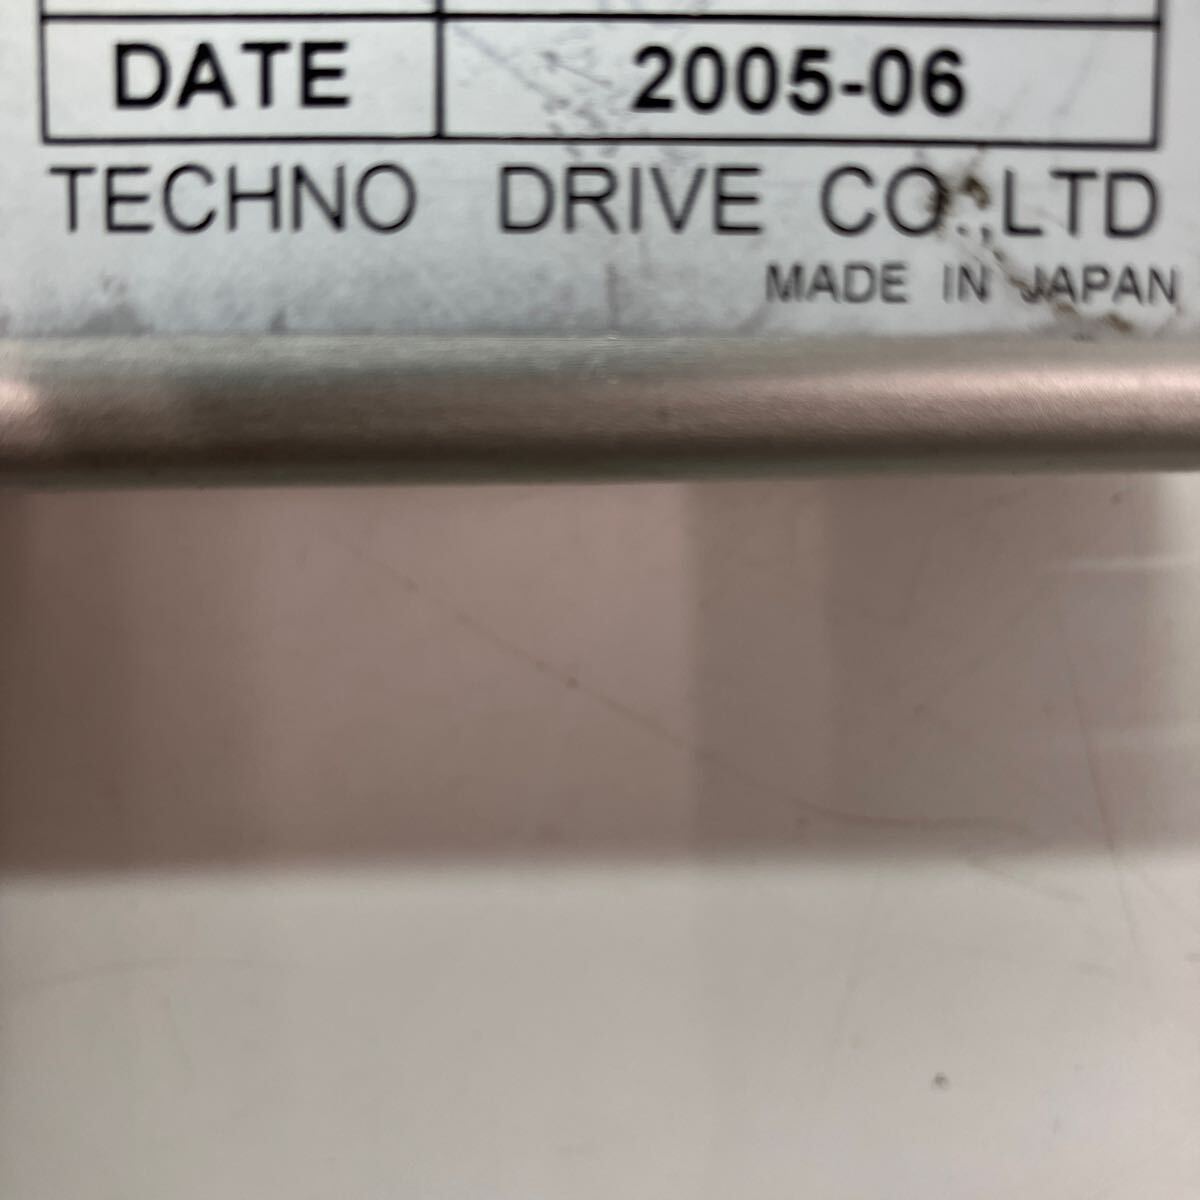 DATE 2005-06
TECHNO DRIVE CO.,LTD
MADE IN JAPAN